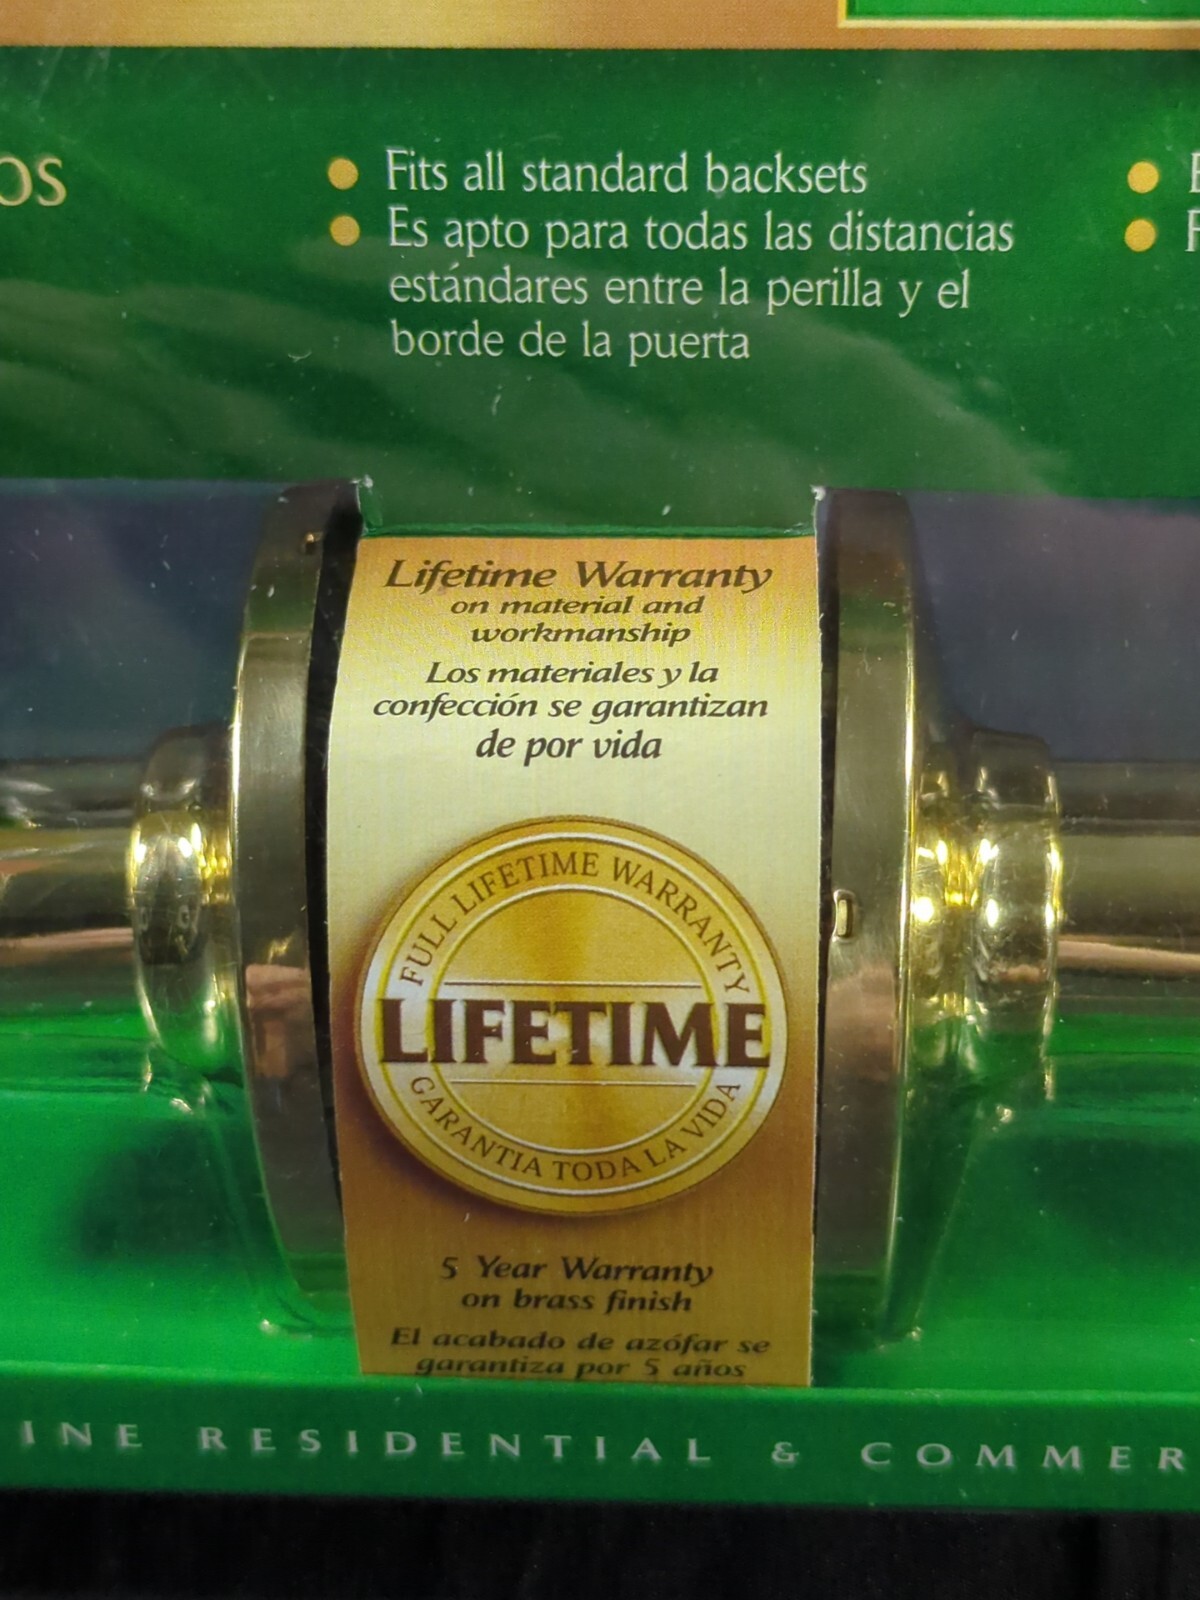 os
Fits all standard backsets
Es apto para todas las distancias
estándares entre la perilla y el
borde de la puerta
Lifetime Warranty
on material and
workmanship
Los materiales y la
confección se garantizan
de por vida
FULL LIFETIME WARRANTY
LIFETIME
GARANTIA TODA LA VIDA
5 Year Warranty
on brass finish
El acabado de azófar se
garantiza por 5 años
INE RESIDENTIAL & COMMER